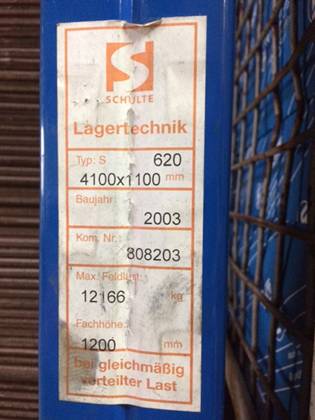 SCHULTE
Lagertechnik
Typ: S 620
4100x1100 mm
Baujahr:
2003
Kom. Nr.:
808203
Max. Feldlast:
12166 kg
Fachhöhe:
1200 mm
bei gleichmäßig
verteilter Last